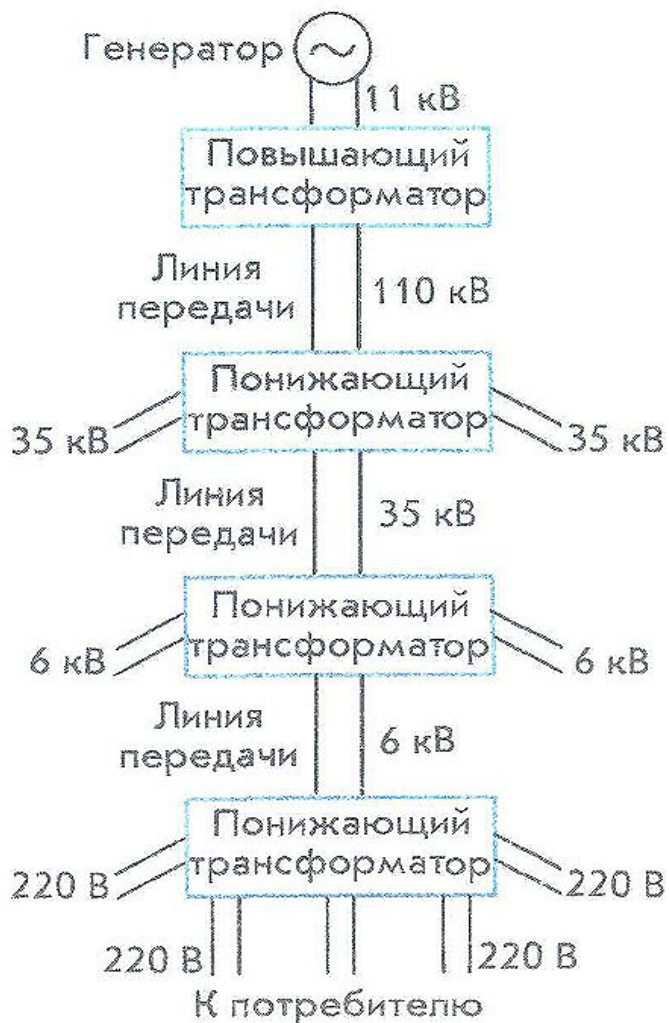 Генератор
11 кВ
Повышающий
трансформатор
Линия
передачи
110 кВ
Понижающий
трансформатор
35 кВ
35 кВ
Линия
передачи
35 кВ
Понижающий
трансформатор
6 кВ
6 кВ
Линия
передачи
6 кВ
Понижающий
трансформатор
220 В
220 В
220 В
220 В
К потребителю